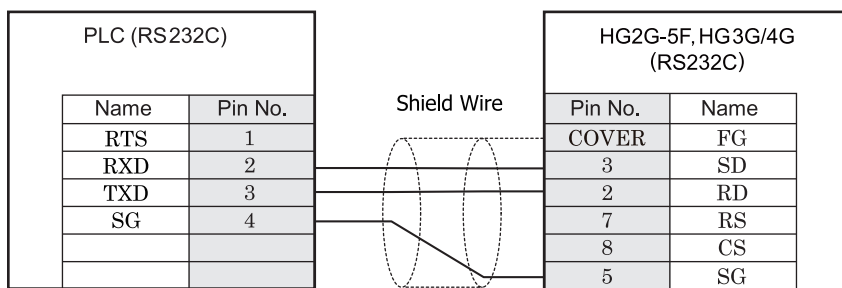 PLC (RS232C)
HG2G-5F, HG3G/4G
(RS232C)
Shield Wire
Name Pin No.
RTS 1
RXD 2
TXD 3
SG 4
Pin No. Name
COVER FG
3 SD
2 RD
7 RS
8 CS
5 SG